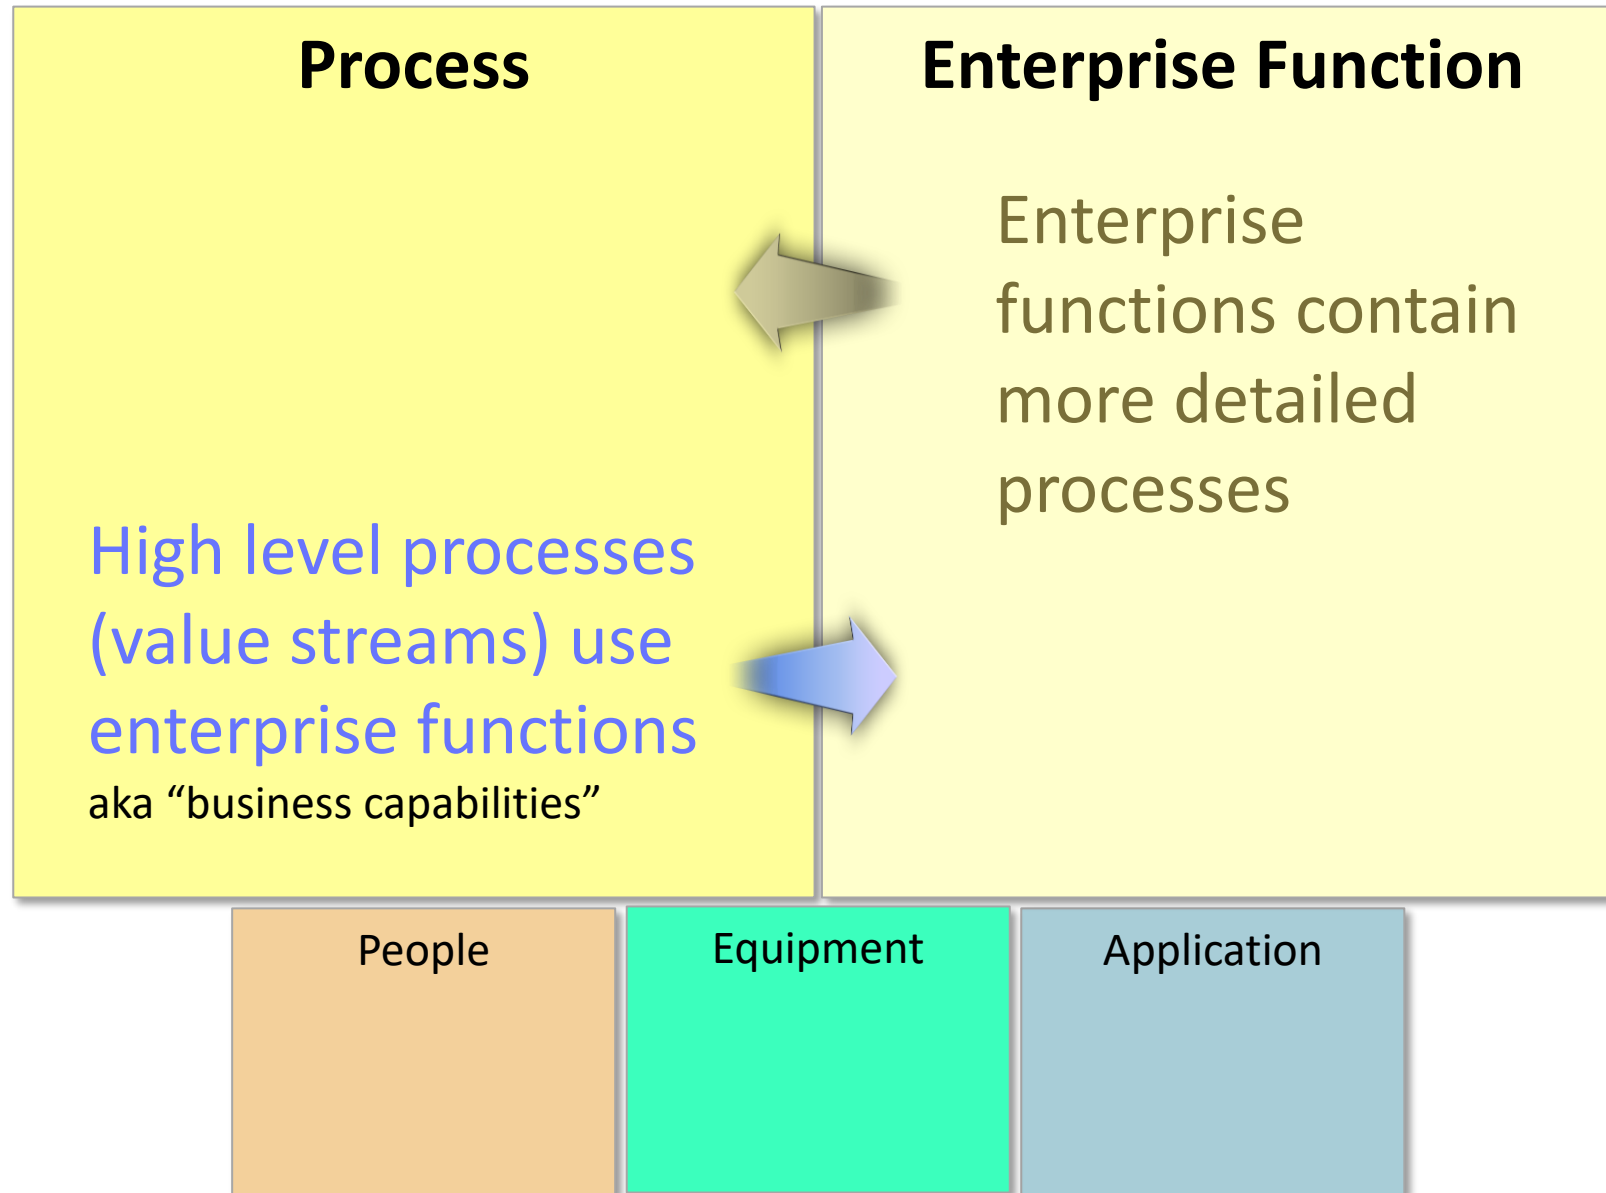 Process
High level processes
(value streams) use
enterprise functions
aka “business capabilities”
Enterprise Function
Enterprise
functions contain
more detailed
processes
People
Equipment
Application